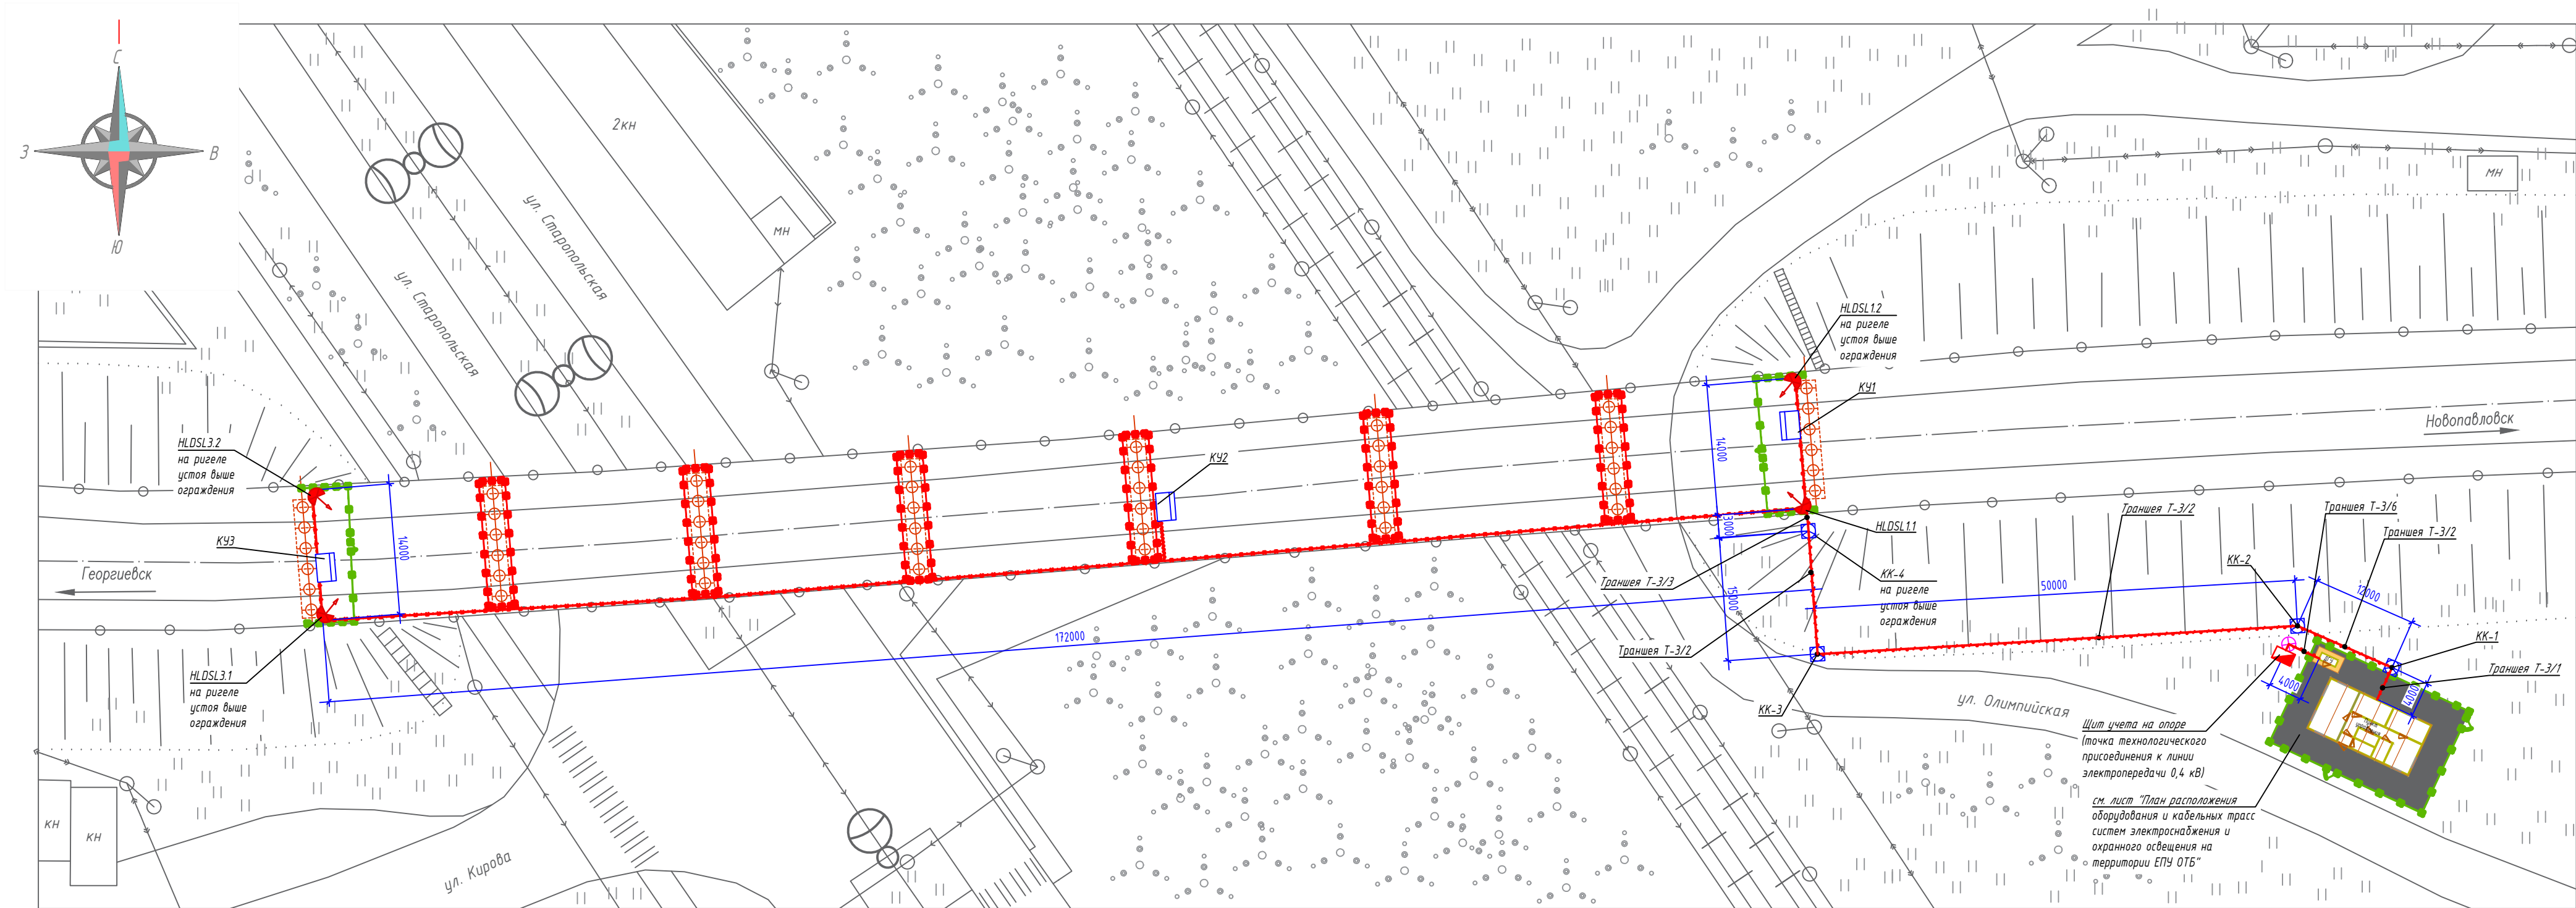 С
З
В
Ю
2кн
мн
мн
ул. Старопольская
ул. Старопольская
HLDSL1.2
на ригеле
устоя выше
ограждения
КУ1
Новопавловск
HLDSL3.2
на ригеле
устоя выше
ограждения
КУ2
14000
14000
КУ3
Георгиевск
HLDSL1.1
3000
Траншея Т-3/3
КК-4
на ригеле
устоя выше
ограждения
15000
Траншея Т-3/2
Траншея Т-3/2
Траншея Т-3/6
Траншея Т-3/2
КК-2
50000
12000
172000
КК-1
Траншея Т-3/1
4000
4000
HLDSL3.1
на ригеле
устоя выше
ограждения
КК-3
ул. Олимпийская
Щит учета на опоре
(точка технологического
присоединения к линии
электропередачи 0,4 кВ)
см. лист "План расположения
оборудования и кабельных трасс
систем электроснабжения и
охранного освещения на
территории ЕПУ ОТБ"
кн
кн
ул. Кирова